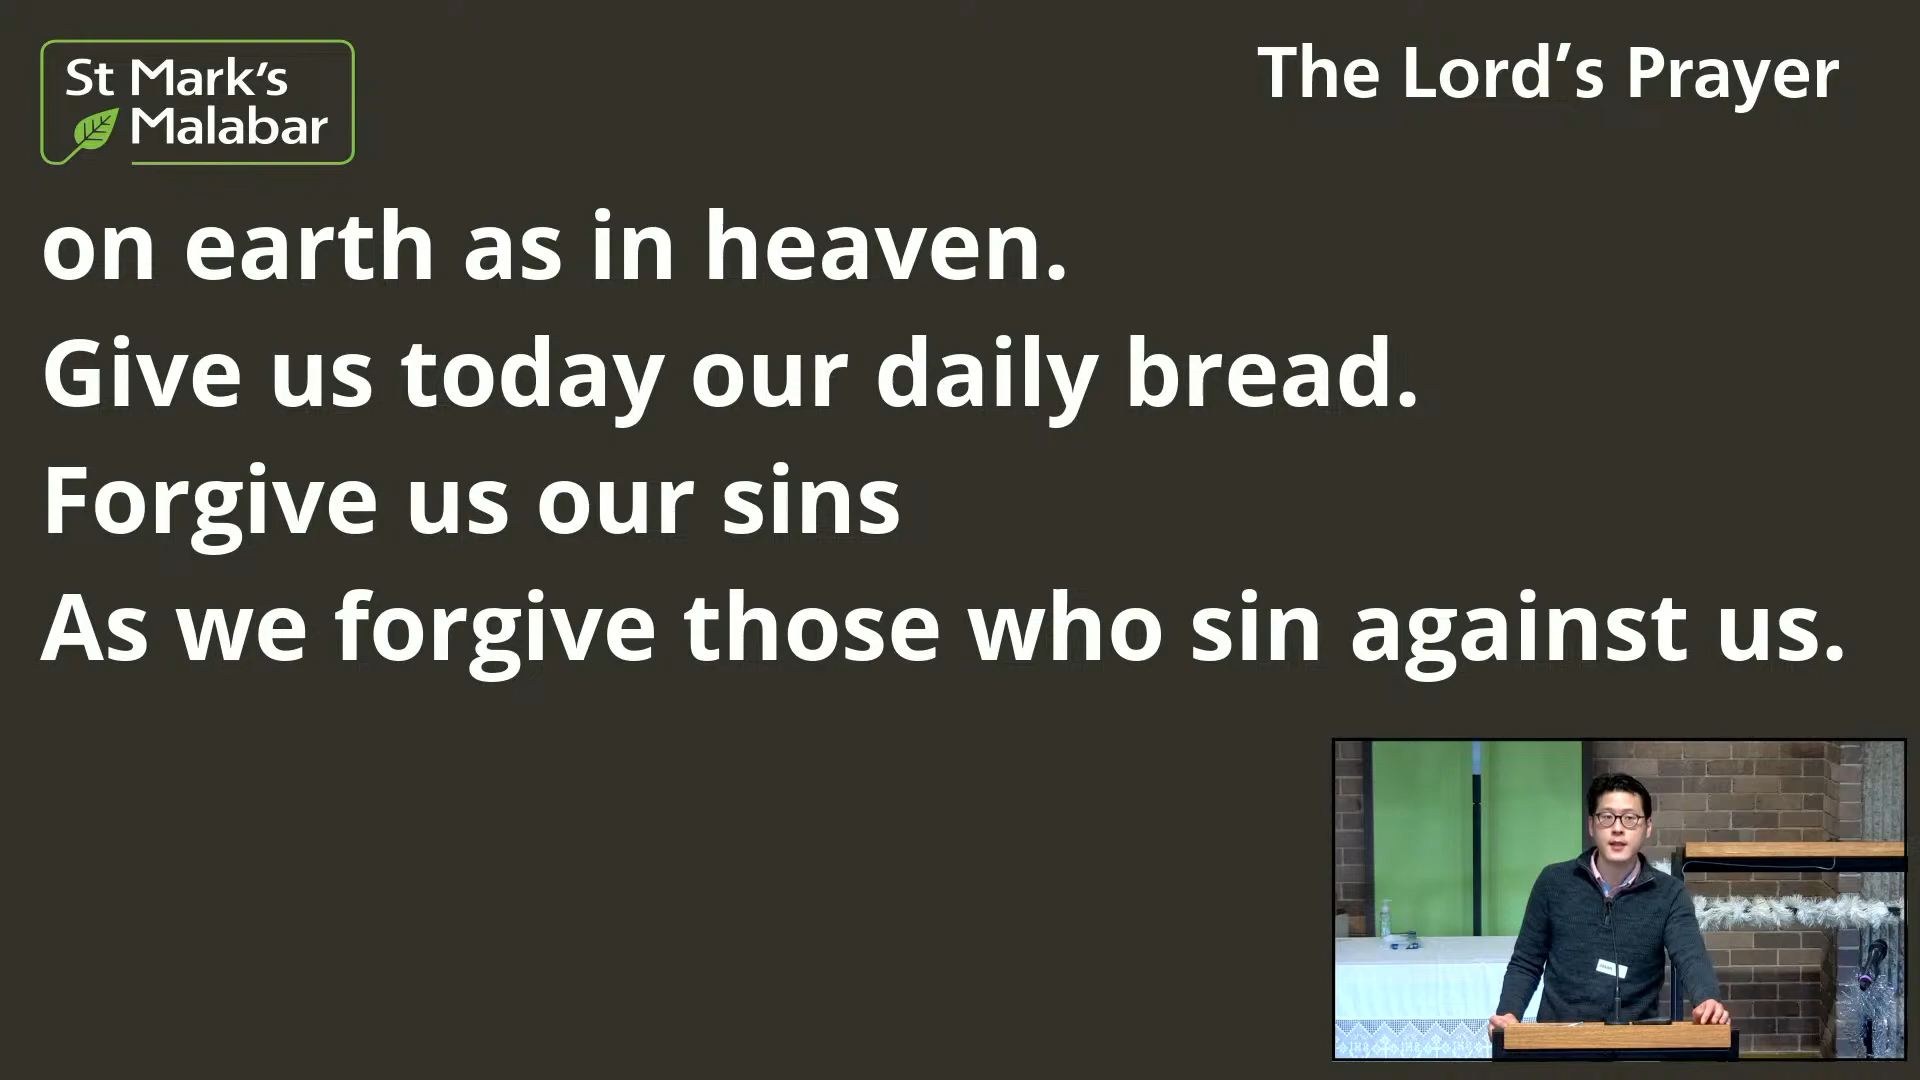 St Mark's
Malabar
The Lord's Prayer
on earth as in heaven.
Give us today our daily bread.
Forgive us our sins
As we forgive those who sin against us.